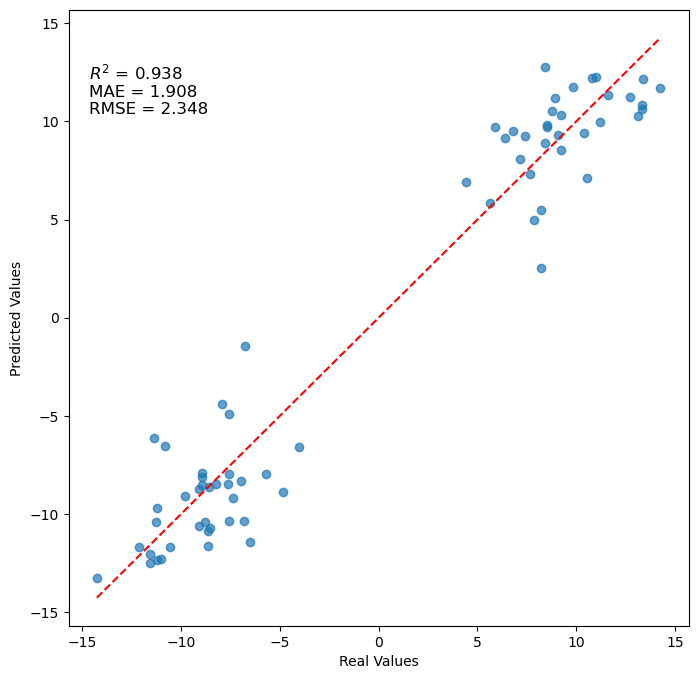 15
10
5
0
−5
−10
−15
Predicted Values
R² = 0.938
MAE = 1.908
RMSE = 2.348
−15 −10 −5 0 5 10 15
Real Values